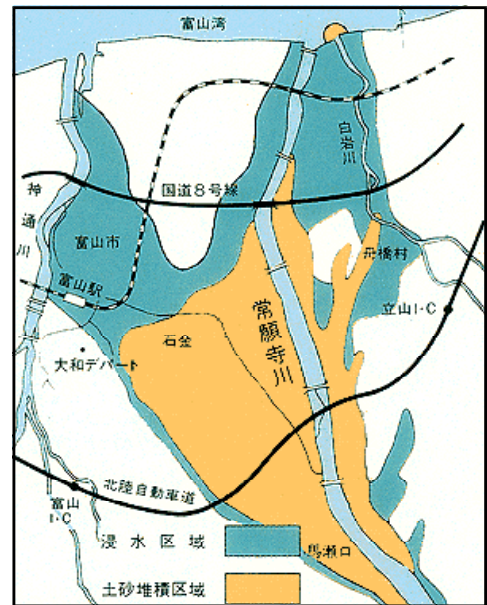 富山湾
白岩川
国道8号線
神通川
富山市
舟橋村
富山駅
立山I・C
常願寺川
石金
大和デパート
北陸自動車道
富山
I・C
浸水区域
馬瀬口
土砂堆積区域